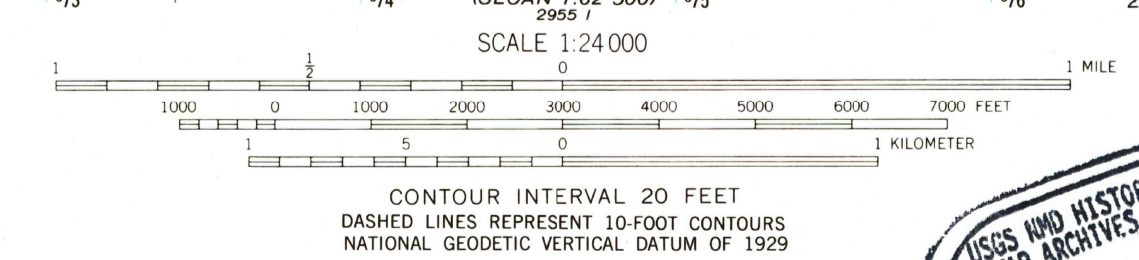 2955 I
SCALE 1:24 000
1 1/2 0 1 MILE
1000 0 1000 2000 3000 4000 5000 6000 7000 FEET
1 5 0 1 KILOMETER
CONTOUR INTERVAL 20 FEET
DASHED LINES REPRESENT 10-FOOT CONTOURS
NATIONAL GEODETIC VERTICAL DATUM OF 1929
USGS NMD
ARCHIVES